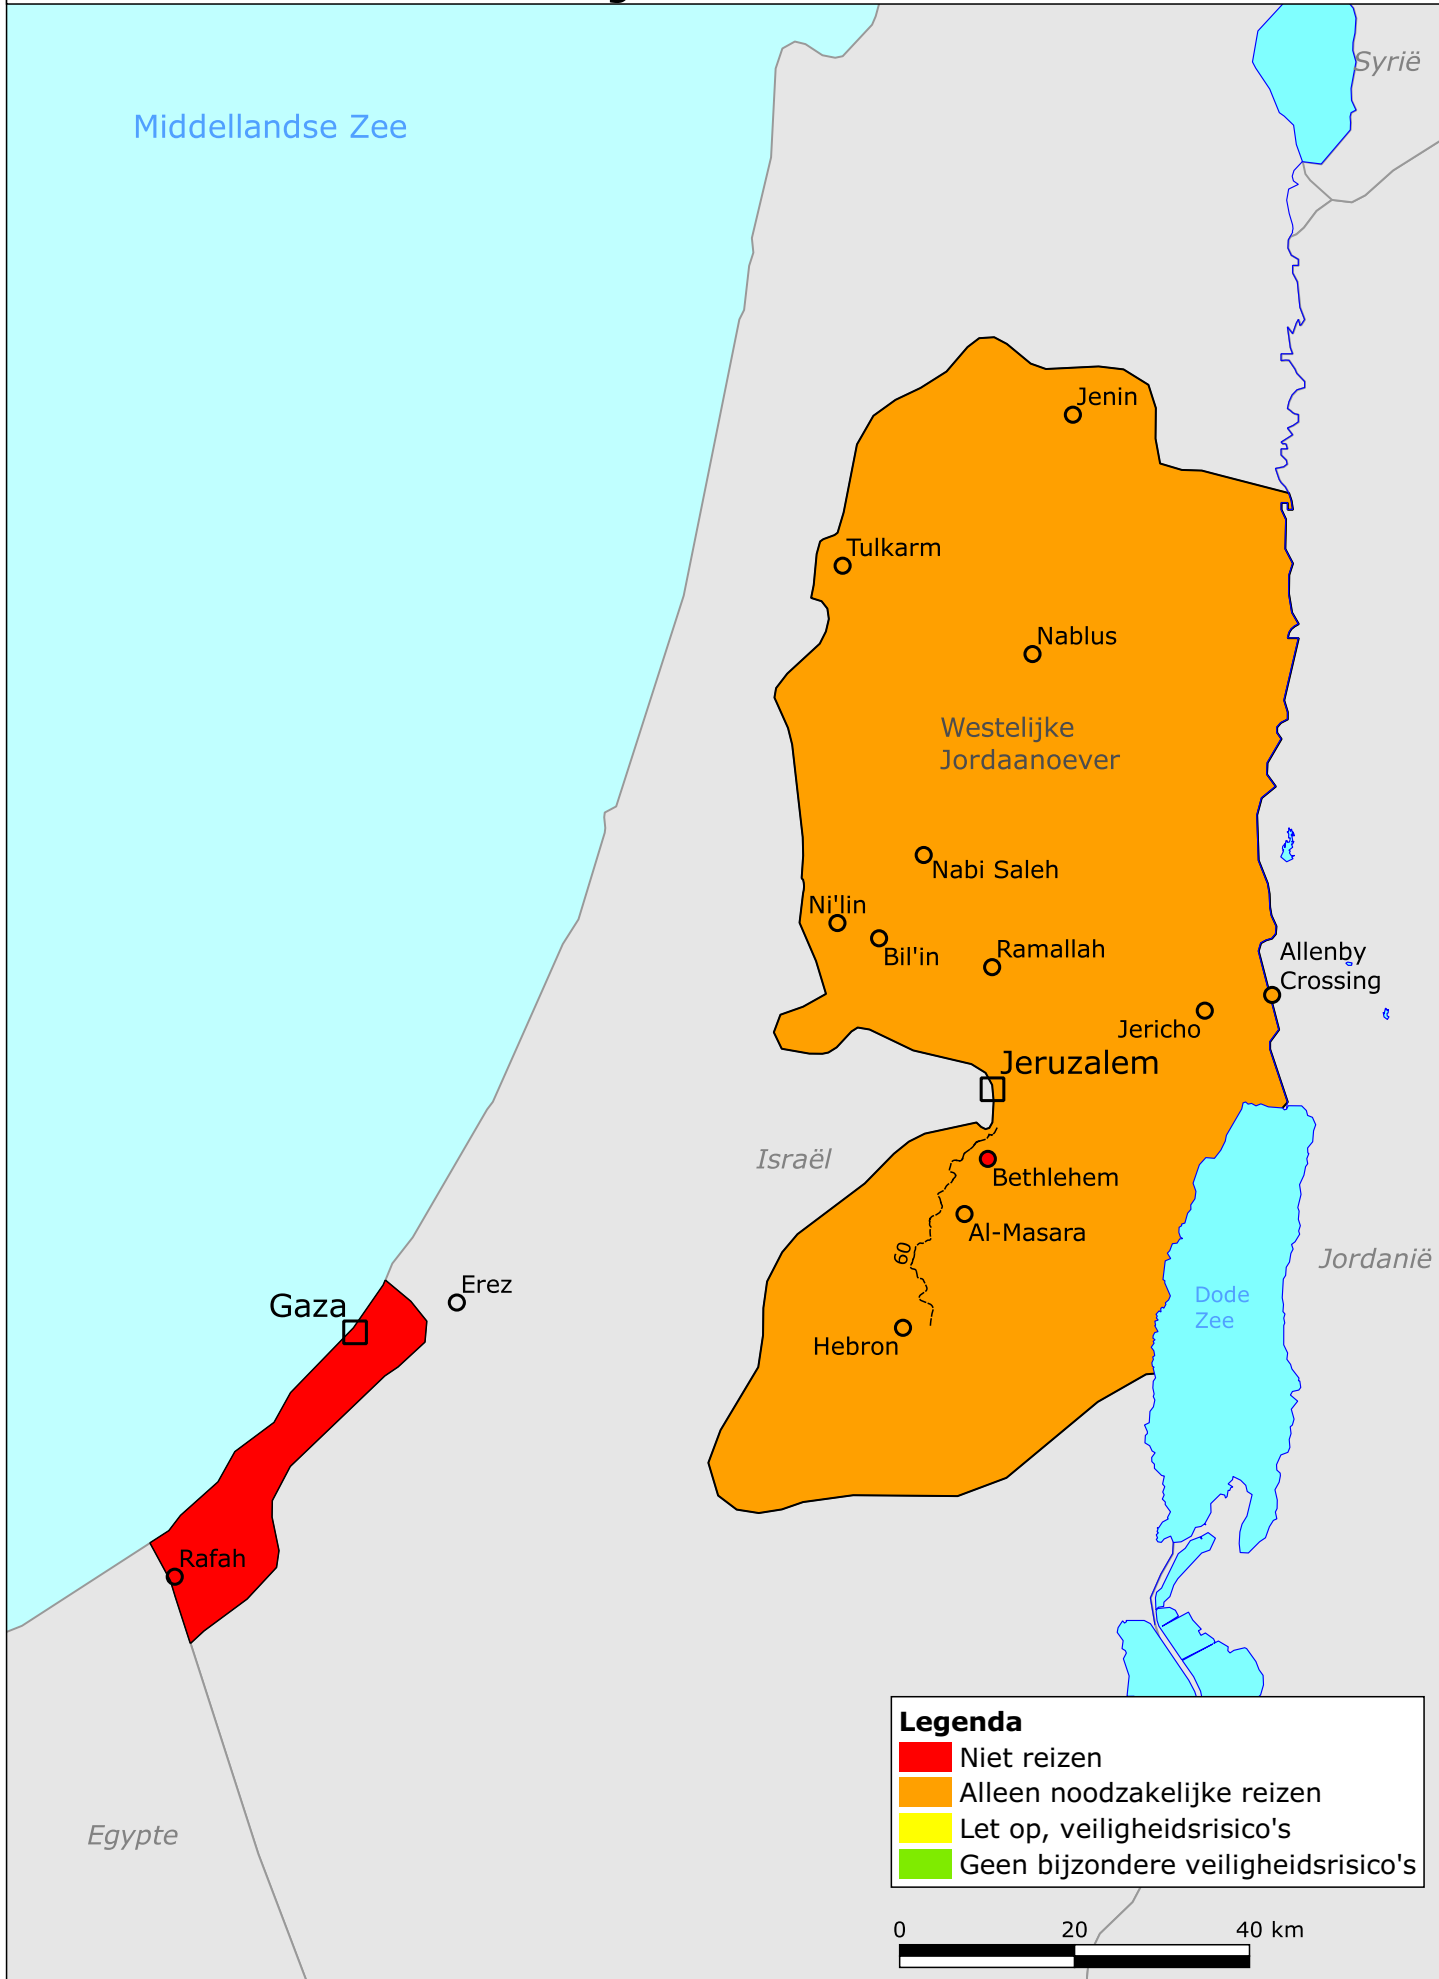 Syrië
Middellandse Zee
Jenin
Tulkarm
Nablus
Westelijke
Jordaanoever
Nabi Saleh
Ni'lin
Bil'in
Ramallah
Allenby
Crossing
Jericho
Jeruzalem
Israël
Bethlehem
Al-Masara
60
Jordanië
Erez
Gaza
Dode
Zee
Hebron
Rafah
Legenda
Niet reizen
Alleen noodzakelijke reizen
Let op, veiligheidsrisico's
Geen bijzondere veiligheidsrisico's
Egypte
0 20 40 km